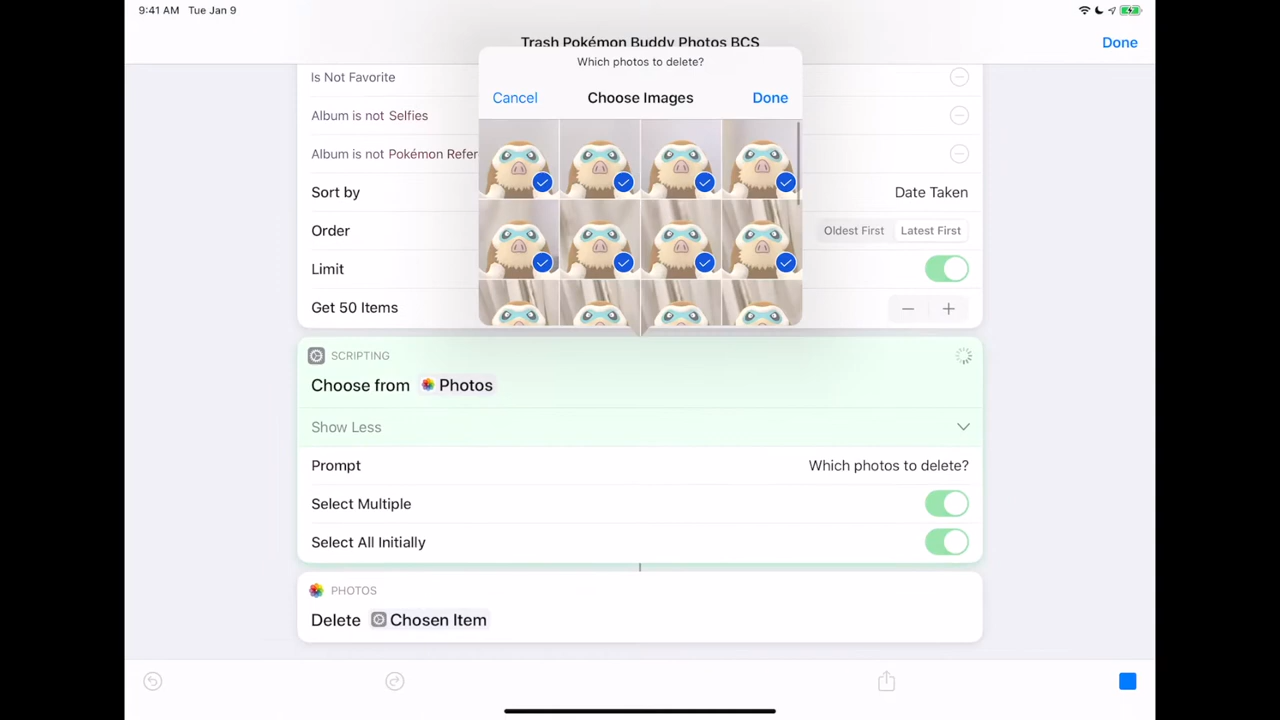 9:41 AM Tue Jan 9
Trash Pokémon Buddy Photos BCS
Done
Which photos to delete?
Cancel
Choose Images
Done
Is Not Favorite
Album is not Selfies
Album is not Pokémon Refer
Sort by
Date Taken
Order
Oldest First
Latest First
Limit
Get 50 Items
SCRIPTING
Choose from Photos
Show Less
Prompt
Which photos to delete?
Select Multiple
Select All Initially
PHOTOS
Delete Chosen Item